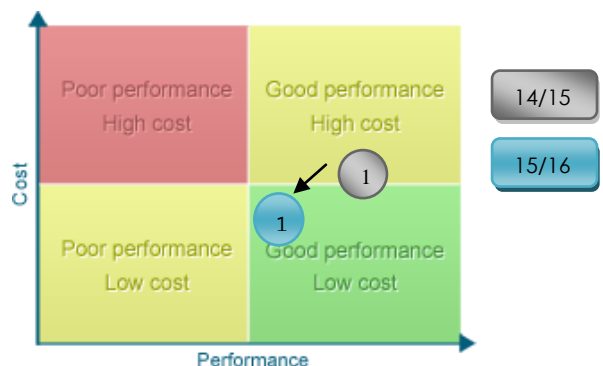 Poor performance
High cost
Good performance
High cost
14/15
15/16
Cost
1
1
Poor performance
Low cost
Good performance
Low cost
Performance